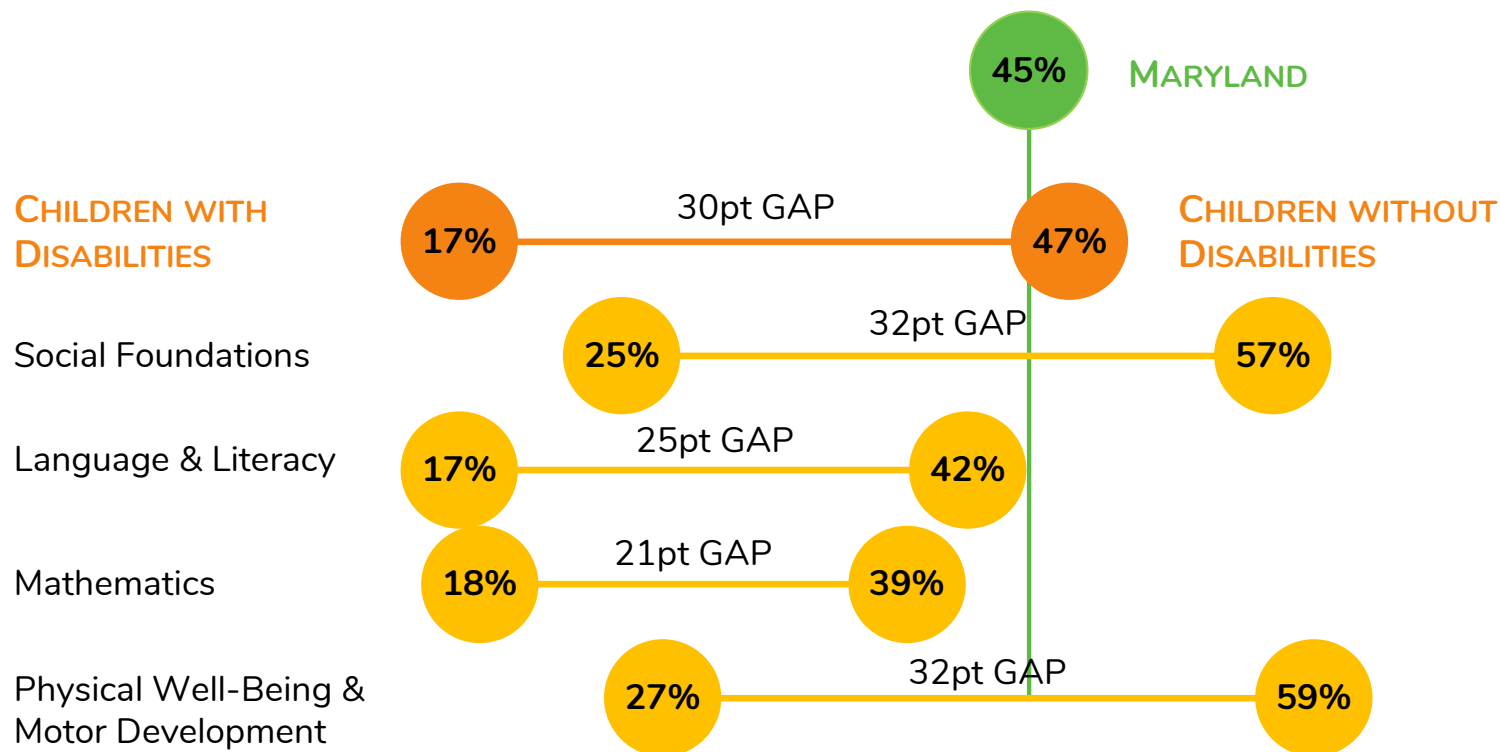 45%
MARYLAND
CHILDREN WITH
DISABILITIES
17%
30pt GAP
47%
CHILDREN WITHOUT
DISABILITIES
Social Foundations
25%
32pt GAP
57%
Language & Literacy
17%
25pt GAP
42%
Mathematics
18%
21pt GAP
39%
Physical Well-Being &
Motor Development
27%
32pt GAP
59%